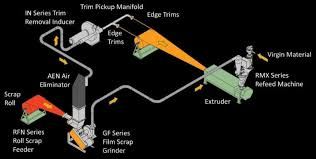 IN Series Trim
Removal Inducer
Trim Pickup Manifold
Edge Trims
Edge
Trims
AEN Air
Eliminator
Virgin Material
RMX Series
Refeed Machine
Extruder
Scrap
Roll
RFN Series
Roll Scrap
Feeder
GF Series
Film Scrap
Grinder